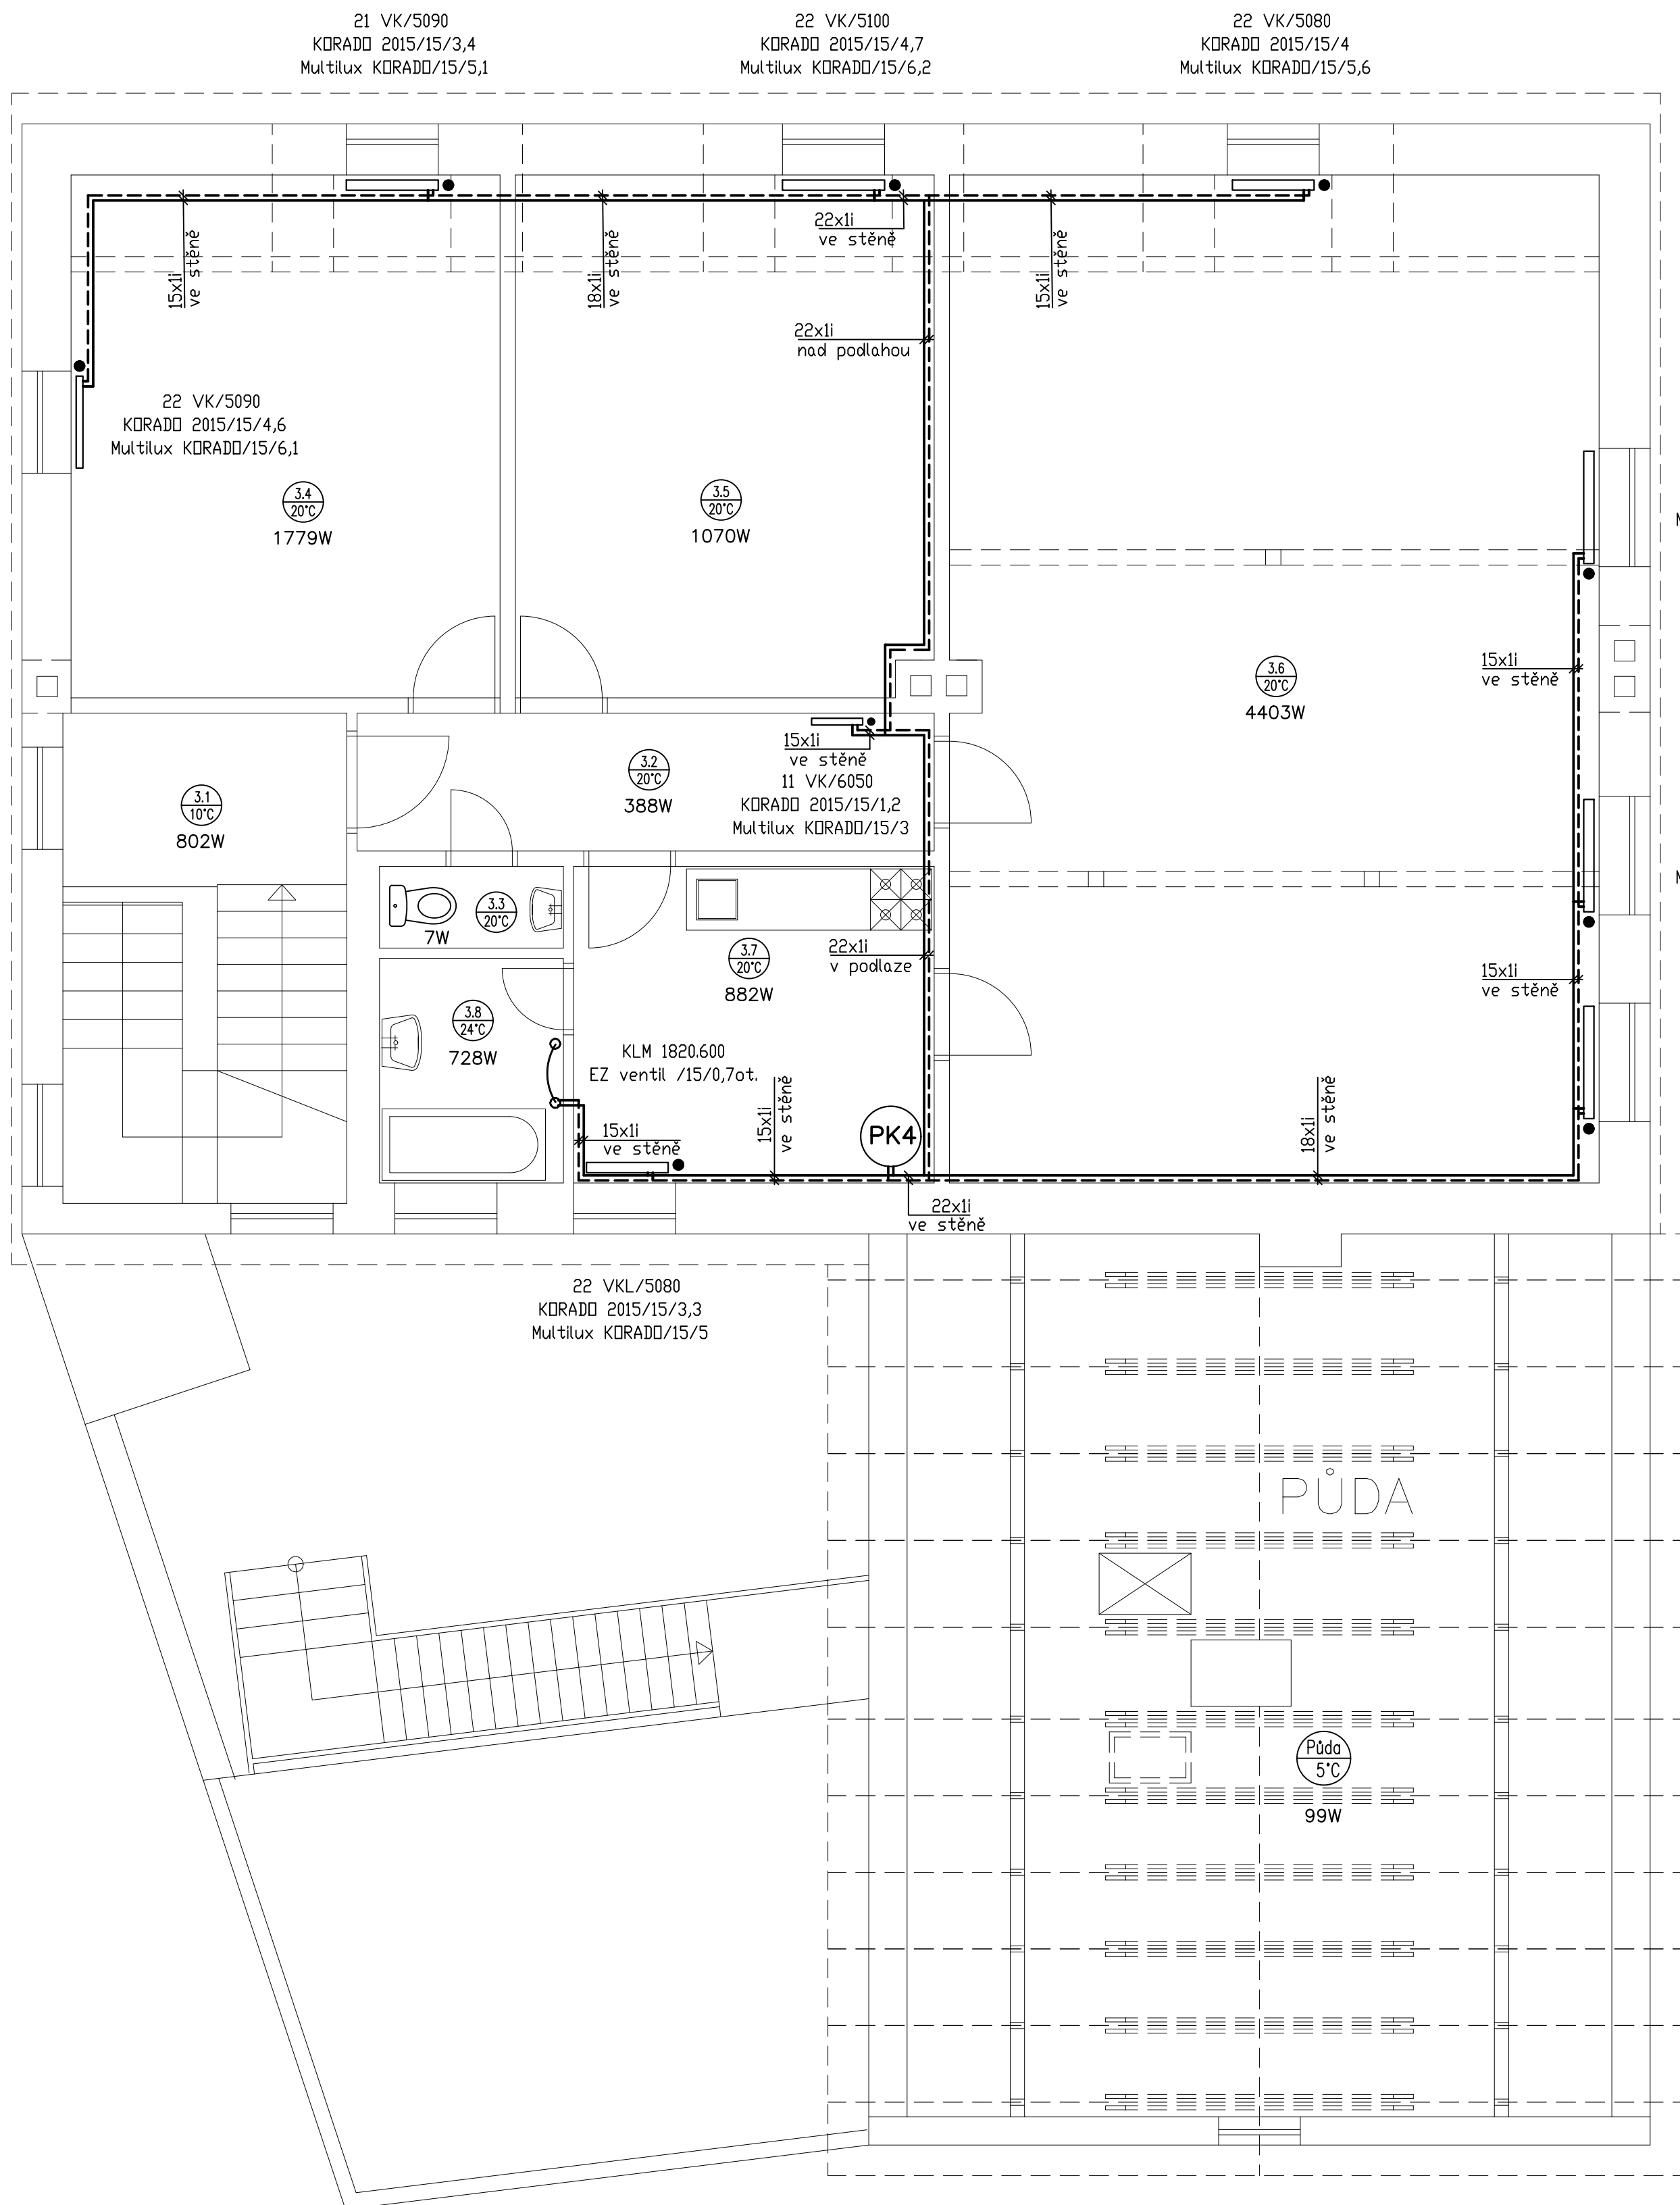 21 VK/5090
KORADO 2015/15/3,4
Multilux KORADO/15/5,1
22 VK/5100
KORADO 2015/15/4,7
Multilux KORADO/15/6,2
22 VK/5080
KORADO 2015/15/4
Multilux KORADO/15/5,6
15x1i
ve stěně
18x1i
ve stěně
22x1i
ve stěně
15x1i
ve stěně
22x1i
nad podlahou
22 VK/5090
KORADO 2015/15/4,6
Multilux KORADO/15/6,1
3.4
20°C
1779W
3.5
20°C
1070W
M
3.6
20°C
4403W
15x1i
ve stěně
3.1
10°C
802W
3.2
20°C
388W
15x1i
ve stěně
11 VK/6050
KORADO 2015/15/1,2
Multilux KORADO/15/3
M
3.3
20°C
7W
3.7
20°C
882W
22x1i
v podlaze
15x1i
ve stěně
3.8
24°C
728W
KLM 1820.600
EZ ventil /15/0,7ot.
15x1i
ve stěně
15x1i
ve stěně
PK4
18x1i
ve stěně
22x1i
ve stěně
22 VKL/5080
KORADO 2015/15/3,3
Multilux KORADO/15/5
PŮDA
Půda
5°C
99W